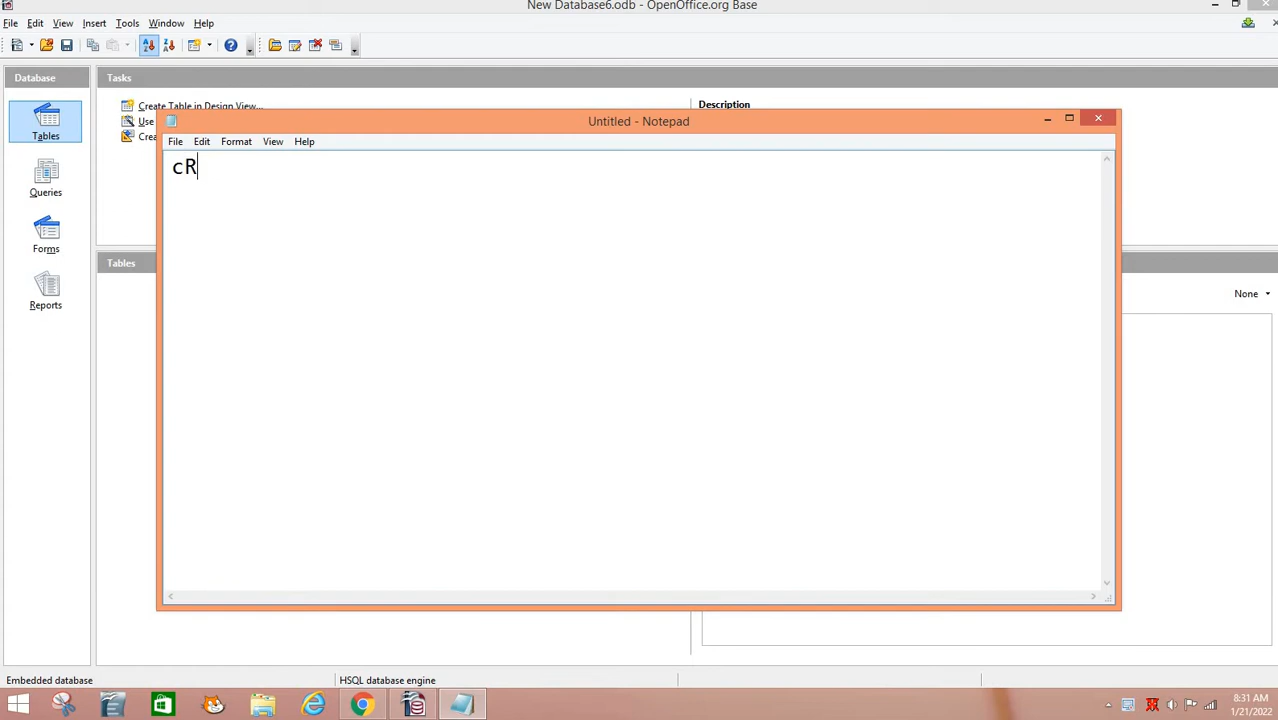 New Database6.odb - OpenOffice.org Base
File Edit View Insert Tools Window Help
Database
Tasks
Tables
Queries
Forms
Reports
Create Table in Design View...
Use
Crea
Description
Untitled - Notepad
File Edit Format View Help
cR
Tables
None
Embedded database
HSQL database engine
8:31 AM
1/21/2022